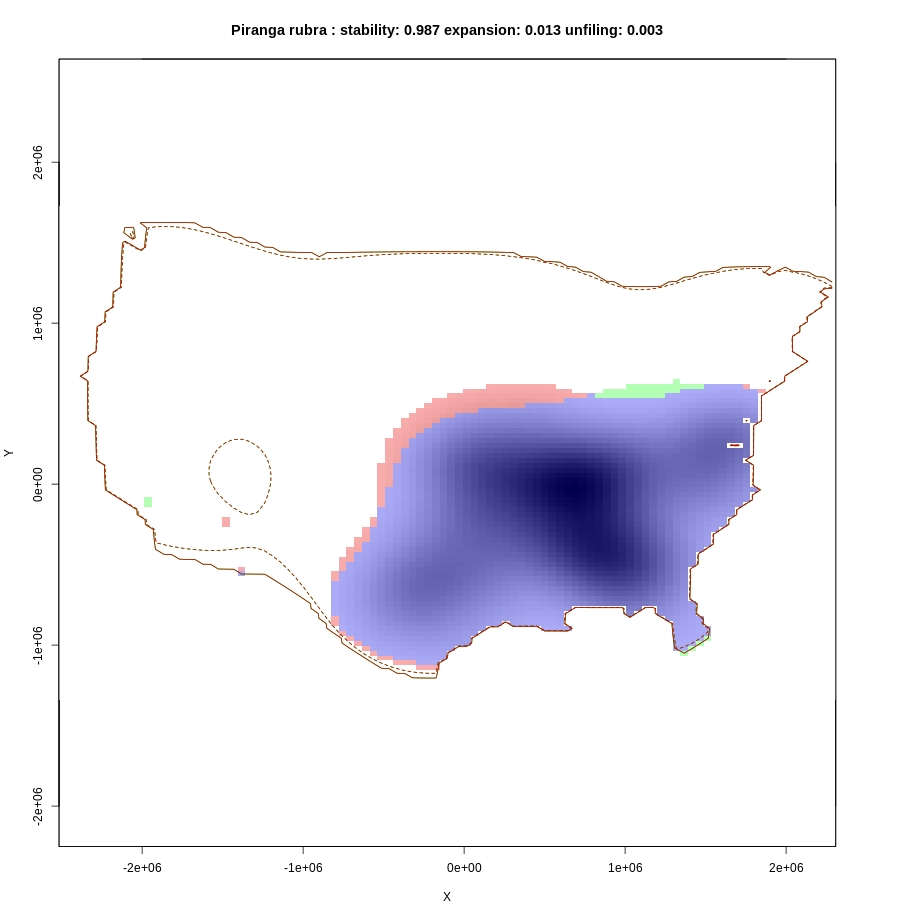 Piranga rubra : stability: 0.987 expansion: 0.013 unfiling: 0.003
2e+06
1e+06
0e+00
-1e+06
-2e+06
Y
-2e+06 -1e+06 0e+00 1e+06 2e+06
X